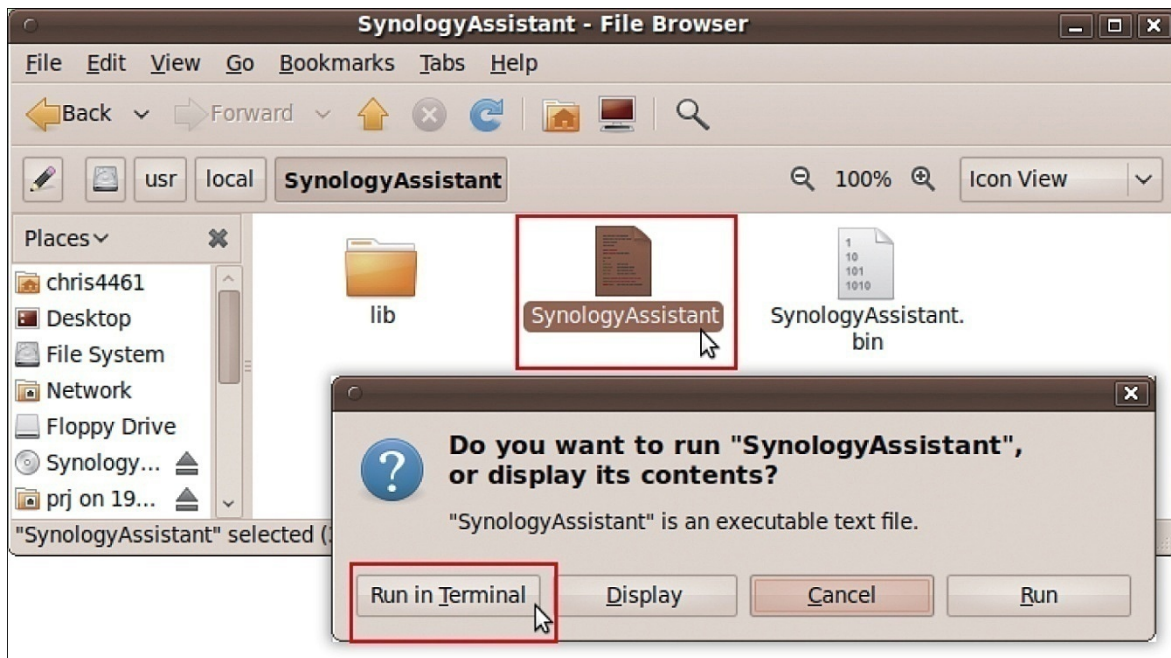 SynologyAssistant - File Browser
File Edit View Go Bookmarks Tabs Help
Back Forward
usr local SynologyAssistant 100% Icon View
Places
chris4461
Desktop
File System
Network
Floppy Drive
Synology...
prj on 19...
lib
SynologyAssistant
1
10
101
1010
SynologyAssistant.
bin
"SynologyAssistant" selected (
Do you want to run "SynologyAssistant",
or display its contents?
"SynologyAssistant" is an executable text file.
Run in Terminal Display Cancel Run